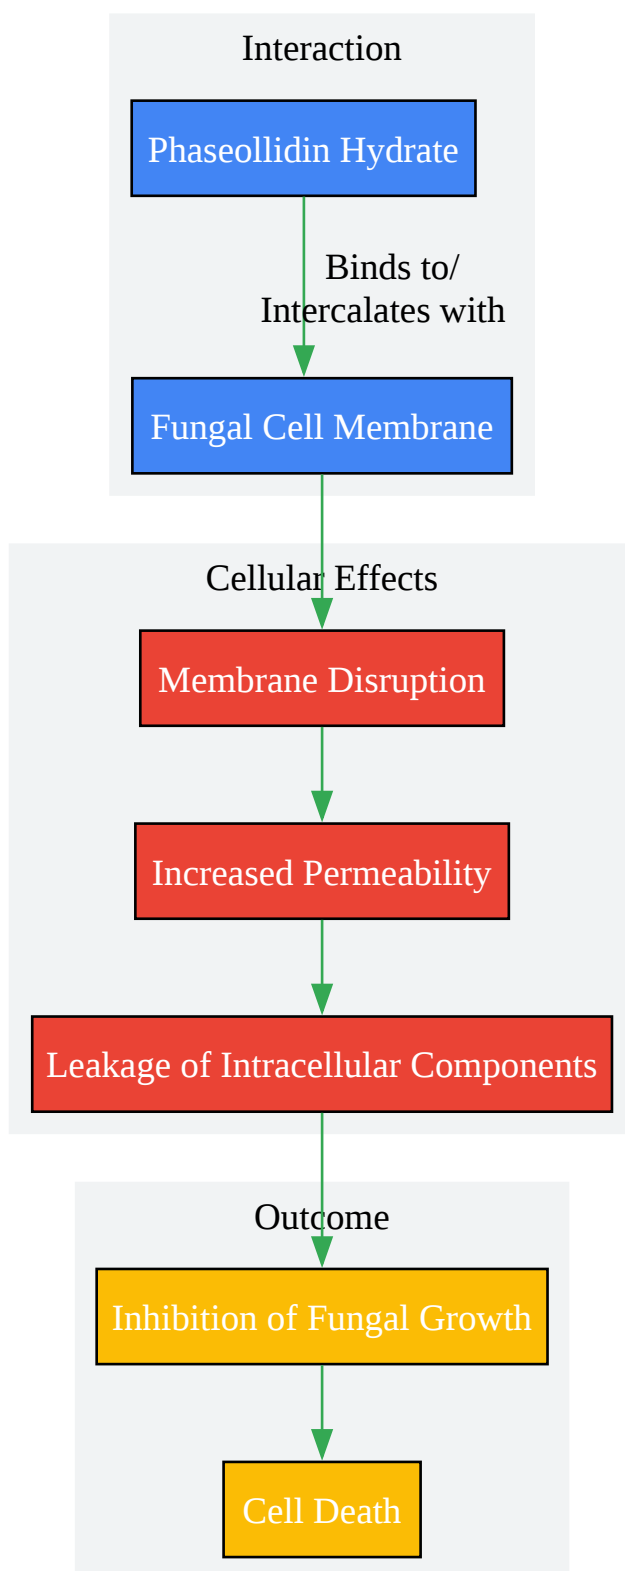 Interaction
Phaseollidin Hydrate
Binds to/
Intercalates with
Fungal Cell Membrane
Cellular Effects
Membrane Disruption
Increased Permeability
Leakage of Intracellular Components
Outcome
Inhibition of Fungal Growth
Cell Death